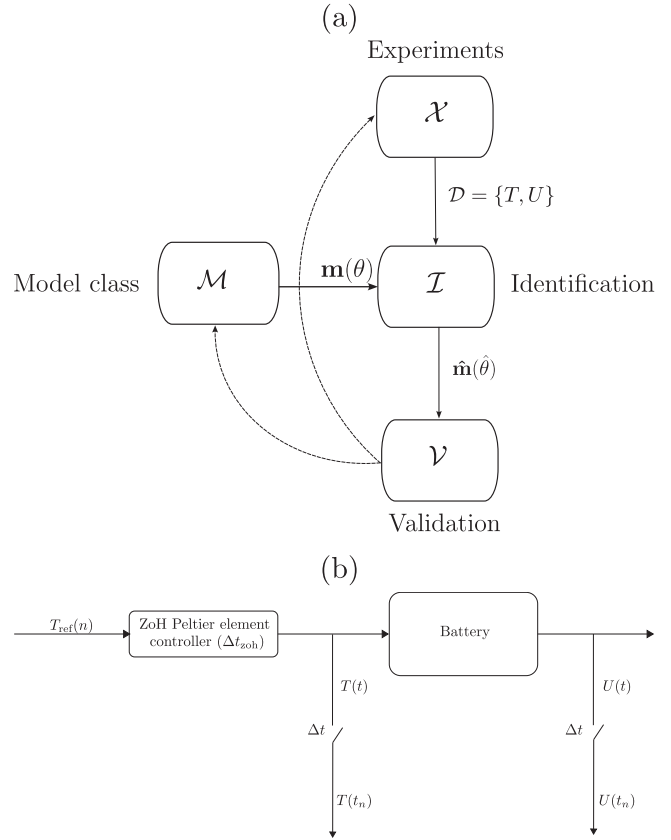 (a)
Experiments
𝒳
𝒟 = {T, U}
Model class
ℳ
𝐦(θ)
ℐ
Identification
𝐦̂(θ̂)
𝒱
Validation
(b)
T_ref(n)
ZoH Peltier element
controller (Δt_zoh)
Battery
T(t)
U(t)
Δt
Δt
T(t_n)
U(t_n)